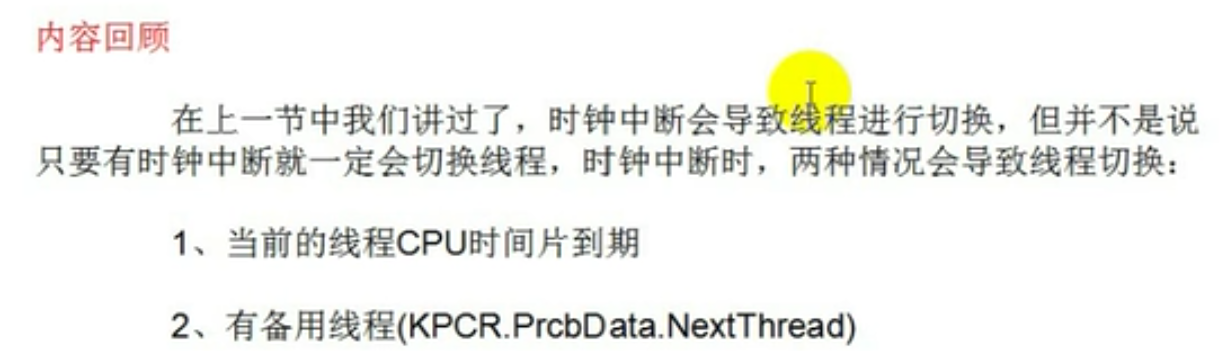 内容回顾
在上一节中我们讲过了，时钟中断会导致线程进行切换，但并不是说
只要有时钟中断就一定会切换线程，时钟中断时，两种情况会导致线程切换：
1、当前的线程CPU时间片到期
2、有备用线程(KPCR.PrcbData.NextThread)